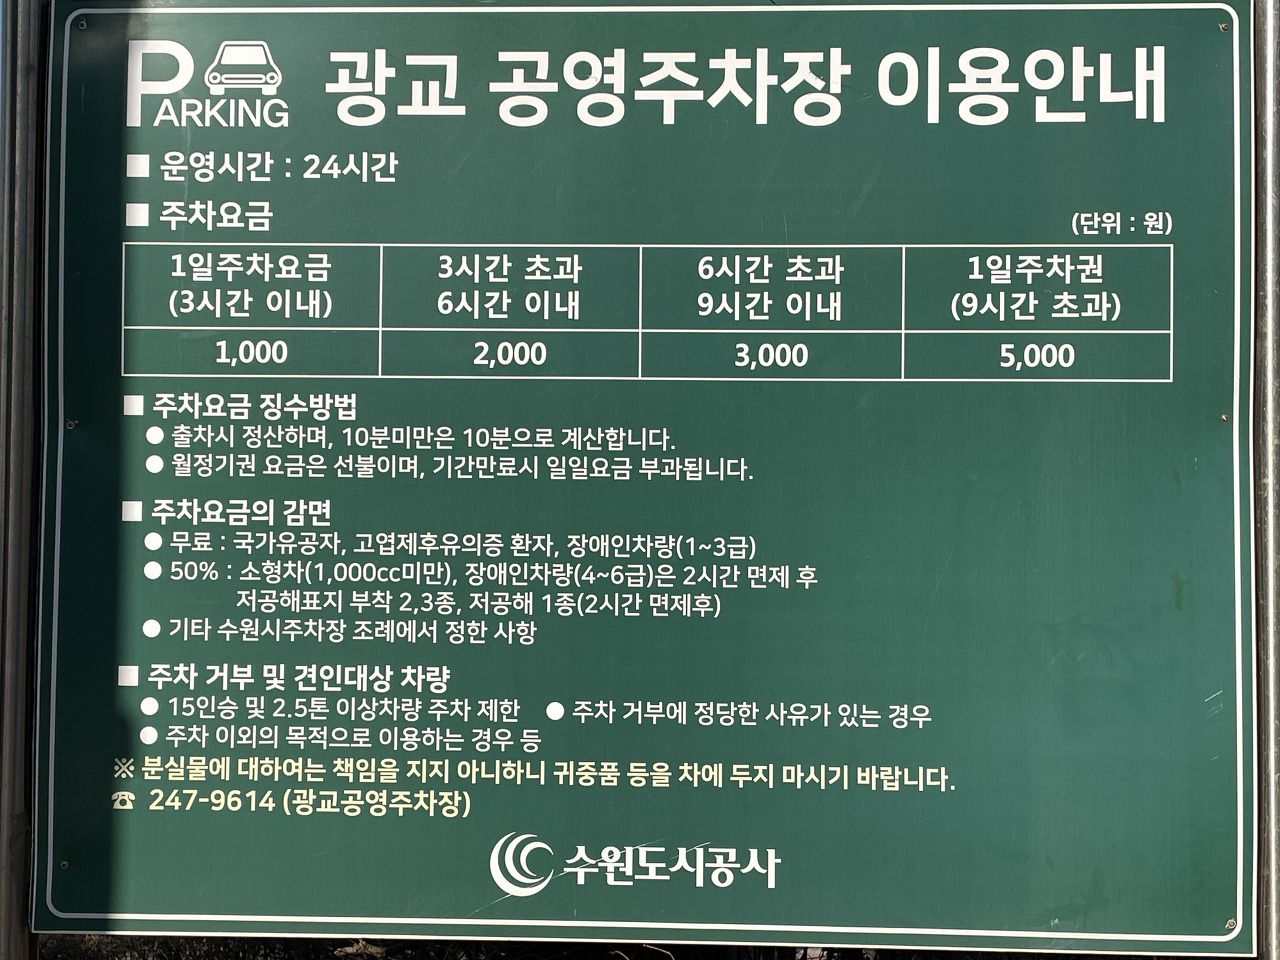 PARKING 광교 공영주차장 이용안내
■ 운영시간 : 24시간
■ 주차요금 (단위 : 원)
1일주차요금 (3시간 이내) 3시간 초과 6시간 이내 6시간 초과 9시간 이내 1일주차권 (9시간 초과)
1,000 2,000 3,000 5,000
■ 주차요금 징수방법
● 출차시 정산하며, 10분미만은 10분으로 계산합니다.
● 월정기권 요금은 선불이며, 기간만료시 일일요금 부과됩니다.
■ 주차요금의 감면
● 무료 : 국가유공자, 고엽제후유의증 환자, 장애인차량(1~3급)
● 50% : 소형차(1,000cc미만), 장애인차량(4~6급)은 2시간 면제 후
저공해표지 부착 2,3종, 저공해 1종(2시간 면제후)
● 기타 수원시주차장 조례에서 정한 사항
■ 주차 거부 및 견인대상 차량
● 15인승 및 2.5톤 이상차량 주차 제한 ● 주차 거부에 정당한 사유가 있는 경우
● 주차 이외의 목적으로 이용하는 경우 등
※ 분실물에 대하여는 책임을 지지 아니하니 귀중품 등을 차에 두지 마시기 바랍니다.
☎ 247-9614 (광교공영주차장)
수원도시공사